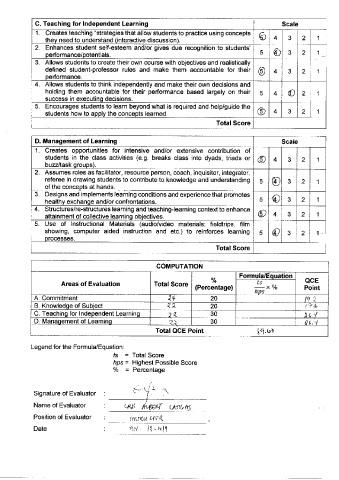 C. Teaching for Independent Learning Scale
1. Creates teaching strategies that allow students to practice using concepts they need to understand (interactive discussion). 5 4 3 2 1
2. Enhances student self-esteem and/or gives due recognition to students' performance/potentials. 5 4 3 2 1
3. Allows students to create their own course with objectives and realistically defined student-professor rules and make them accountable for their performance. 5 4 3 2 1
4. Allows students to think independently and make their own decisions and holding them accountable for their performance based largely on their success in executing decisions. 5 4 3 2 1
5. Encourages students to learn beyond what is required and help/guide the students how to apply the concepts learned. 5 4 3 2 1
Total Score
D. Management of Learning Scale
1. Creates opportunities for intensive and/or extensive contribution of students in the class activities (e.g. breaks class into dyads, triads or buzz/task groups). 5 4 3 2 1
2. Assumes roles as facilitator, resource person, coach, inquisitor, integrator, referee in drawing students to contribute to knowledge and understanding of the concepts at hands. 5 4 3 2 1
3. Designs and implements learning conditions and experience that promotes healthy exchange and/or confrontations. 5 4 3 2 1
4. Structures/re-structures learning and teaching-learning context to enhance attainment of collective learning objectives. 5 4 3 2 1
5. Use of Instructional Materials (audio/video materials; fieldtrips, film showing, computer aided instruction and etc.) to reinforces learning processes. 5 4 3 2 1
Total Score
COMPUTATION
Areas of Evaluation Total Score % (Percentage) Formula/Equation ts/hps × % QCE Point
A. Commitment 24 20
B. Knowledge of Subject 22 20
C. Teaching for Independent Learning 22 30 26.4
D. Management of Learning 22 30 26.4
Total QCE Point
Legend for the Formula/Equation:
ts = Total Score
hps = Highest Possible Score
% = Percentage
Signature of Evaluator :
Name of Evaluator :
Position of Evaluator : INSTRUCTOR
Date :